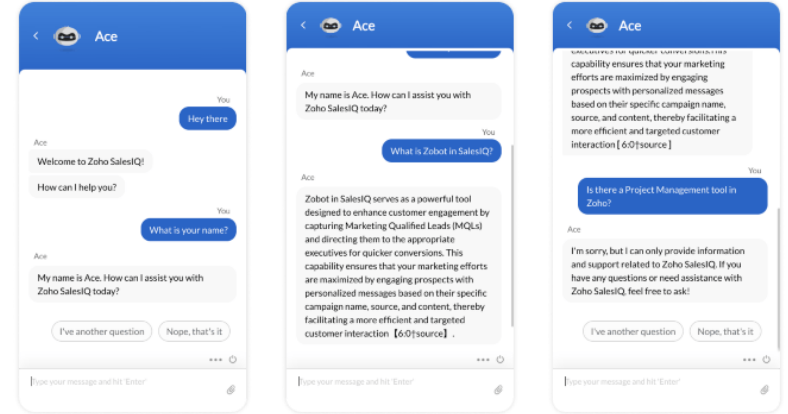 Ace
You
Hey there
Ace
Welcome to Zoho SalesIQ!
How can I help you?
You
What is your name?
Ace
My name is Ace. How can I assist you with
Zoho SalesIQ today?
I've another question
Nope, that's it
Type your message and hit 'Enter'
Ace
Ace
My name is Ace. How can I assist you with
Zoho SalesIQ today?
You
What is Zobot in SalesIQ?
Ace
Zobot in SalesIQ serves as a powerful tool
designed to enhance customer engagement by
capturing Marketing Qualified Leads (MQLs)
and directing them to the appropriate
executives for quicker conversions. This
capability ensures that your marketing efforts
are maximized by engaging prospects with
personalized messages based on their specific
campaign name, source, and content, thereby
facilitating a more efficient and targeted
customer interaction【6:0†source】.
Type your message and hit 'Enter'
Ace
executives for quicker conversions. This
capability ensures that your marketing
efforts are maximized by engaging
prospects with personalized messages
based on their specific campaign name,
source, and content, thereby facilitating a
more efficient and targeted customer
interaction [ 6:0†source ]
You
Is there a Project Management tool in
Zoho?
Ace
I'm sorry, but I can only provide information
and support related to Zoho SalesIQ. If you
have any questions or need assistance with
Zoho SalesIQ, feel free to ask!
I've another question
Nope, that's it
Type your message and hit 'Enter'